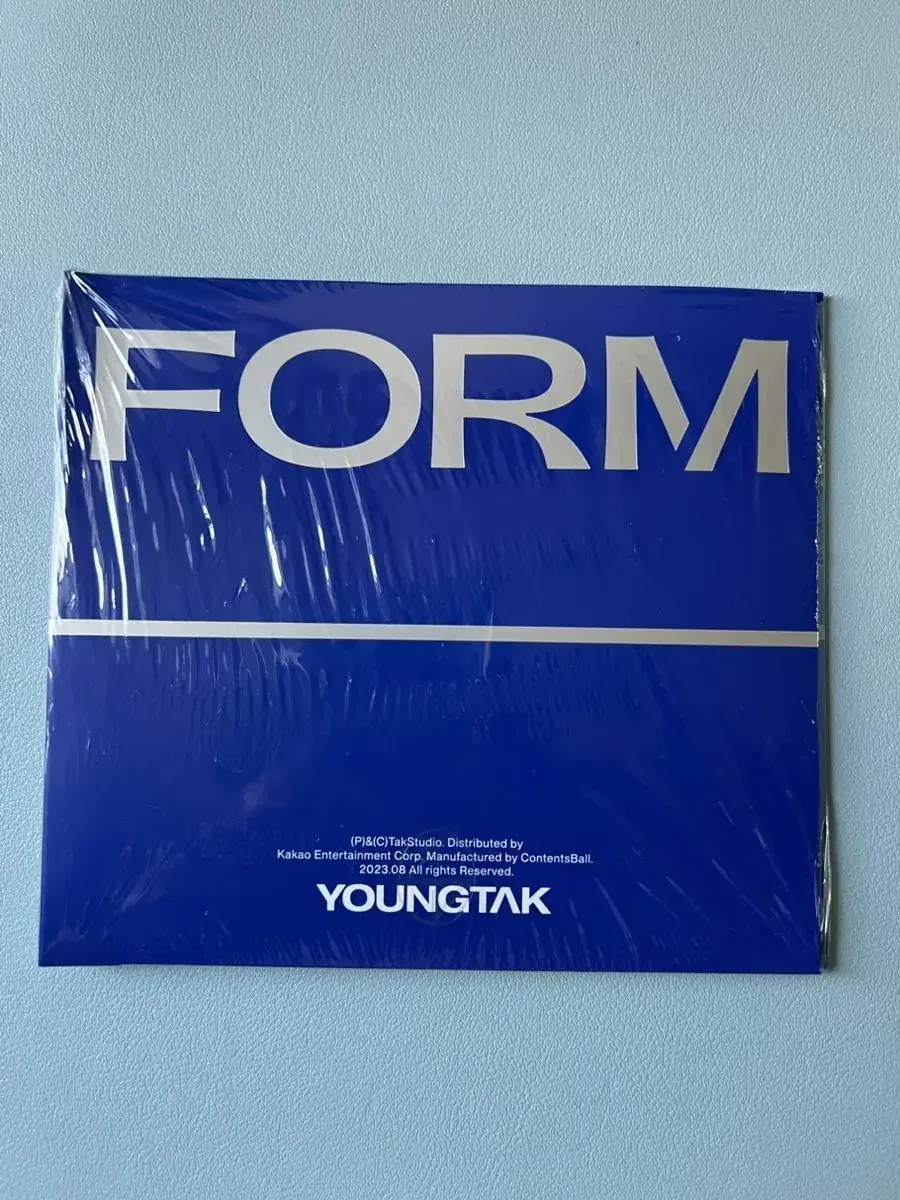 FORM
(P)&(C)TakStudio. Distributed by
Kakao Entertainment Corp. Manufactured by ContentsBall.
2023.08 All rights Reserved.
YOUNGTAK